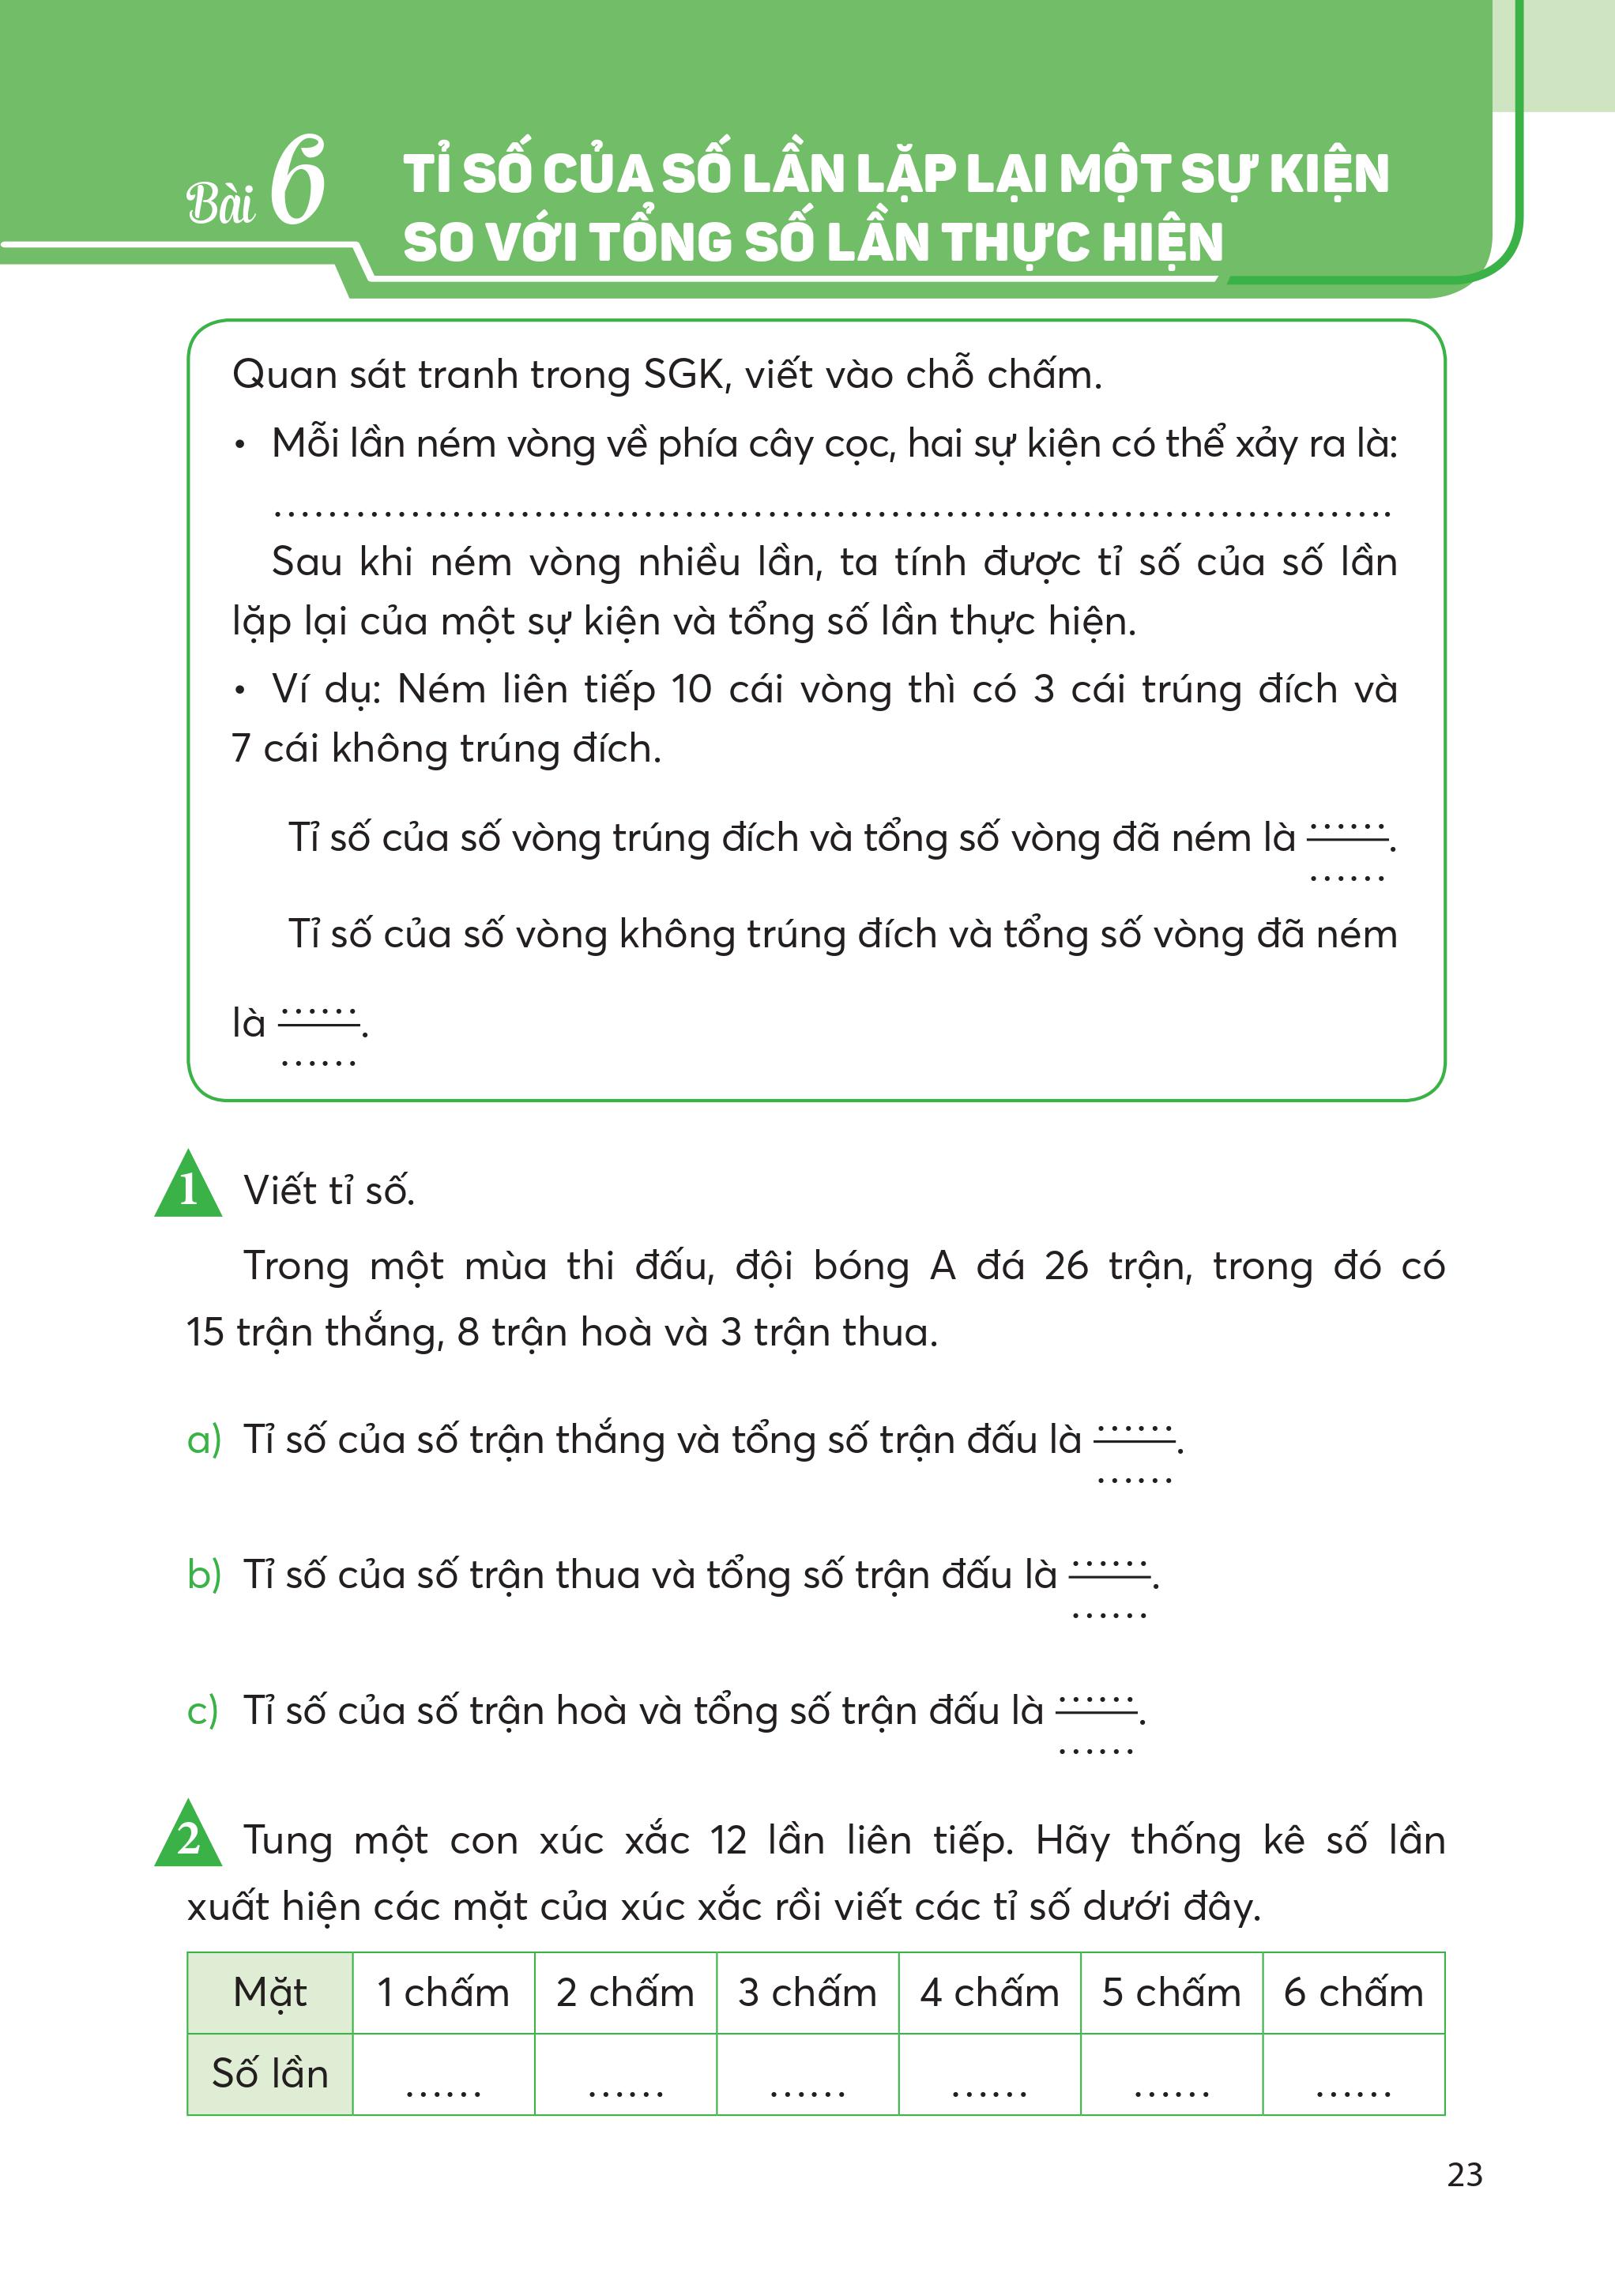 Bài 6
TỈ SỐ CỦA SỐ LẦN LẶP LẠI MỘT SỰ KIỆN
SO VỚI TỔNG SỐ LẦN THỰC HIỆN
Quan sát tranh trong SGK, viết vào chỗ chấm.
• Mỗi lần ném vòng về phía cây cọc, hai sự kiện có thể xảy ra là:
..................................................................................
Sau khi ném vòng nhiều lần, ta tính được tỉ số của số lần
lặp lại của một sự kiện và tổng số lần thực hiện.
• Ví dụ: Ném liên tiếp 10 cái vòng thì có 3 cái trúng đích và
7 cái không trúng đích.
Tỉ số của số vòng trúng đích và tổng số vòng đã ném là ......
......
.
Tỉ số của số vòng không trúng đích và tổng số vòng đã ném
là ......
......
.
1 Viết tỉ số.
Trong một mùa thi đấu, đội bóng A đá 26 trận, trong đó có
15 trận thắng, 8 trận hoà và 3 trận thua.
a) Tỉ số của số trận thắng và tổng số trận đấu là ......
......
.
b) Tỉ số của số trận thua và tổng số trận đấu là ......
......
.
c) Tỉ số của số trận hoà và tổng số trận đấu là ......
......
.
2 Tung một con xúc xắc 12 lần liên tiếp. Hãy thống kê số lần
xuất hiện các mặt của xúc xắc rồi viết các tỉ số dưới đây.
Mặt 1 chấm 2 chấm 3 chấm 4 chấm 5 chấm 6 chấm
Số lần ...... ...... ...... ...... ...... ......
23